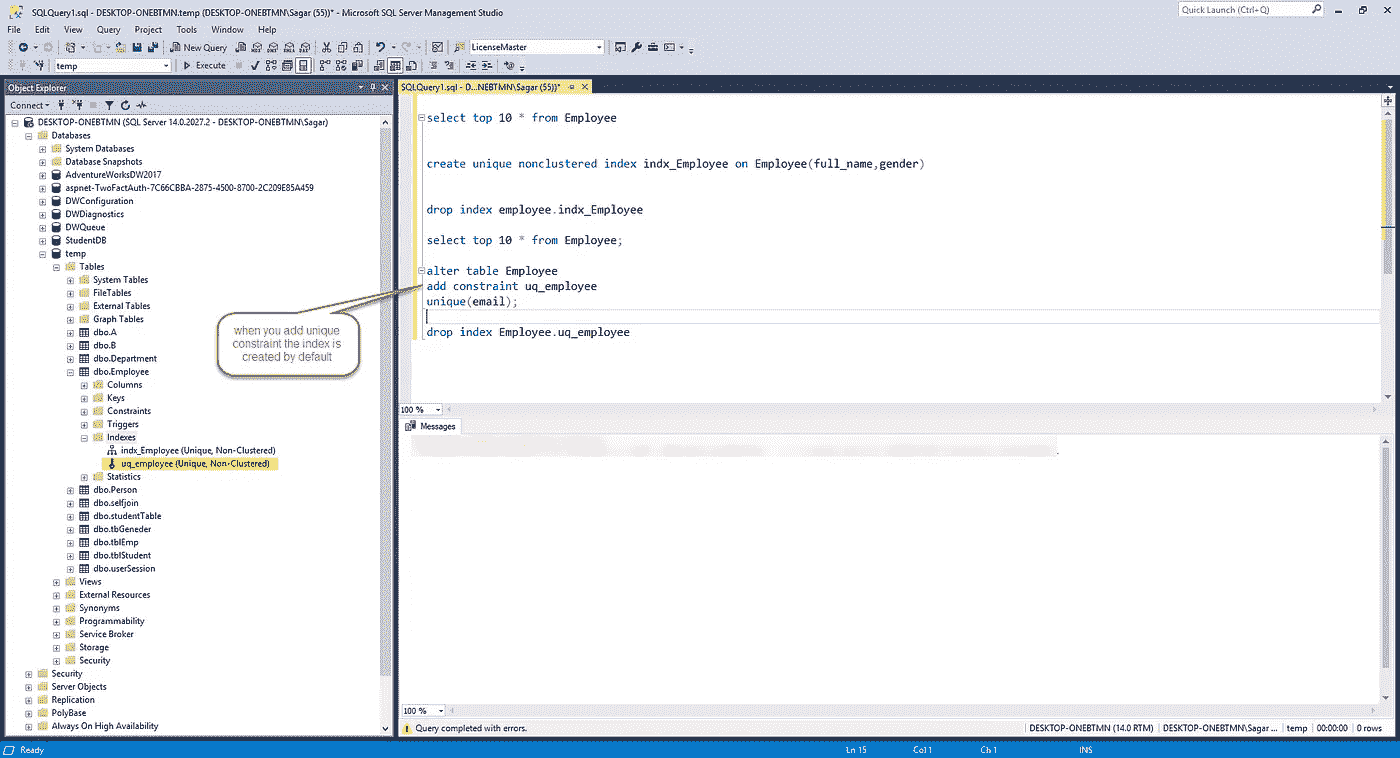 SQLQuery1.sql - DESKTOP-ONEBTMN.temp (DESKTOP-ONEBTMN\Sagar (55))* - Microsoft SQL Server Management Studio
Quick Launch (Ctrl+Q)
File Edit View Query Project Tools Window Help
New Query
LicenseMaster
temp
Execute
Object Explorer
SQLQuery1.sql - D...NEBTMN\Sagar (55))*
Connect
DESKTOP-ONEBTMN (SQL Server 14.0.2027.2 - DESKTOP-ONEBTMN\Sagar)
Databases
System Databases
Database Snapshots
AdventureWorksDW2017
aspnet-TwoFactAuth-7C66CBBA-2875-4500-8700-2C209E85A459
DWConfiguration
DWDiagnostics
DWQueue
StudentDB
temp
Tables
System Tables
FileTables
External Tables
Graph Tables
dbo.A
dbo.B
dbo.Department
dbo.Employee
Columns
Keys
Constraints
Triggers
Indexes
indx_Employee (Unique, Non-Clustered)
uq_employee (Unique, Non-Clustered)
Statistics
dbo.Person
dbo.selfjoin
dbo.studentTable
dbo.tbGeneder
dbo.tblEmp
dbo.tblStudent
dbo.userSession
Views
External Resources
Synonyms
Programmability
Service Broker
Storage
Security
Security
Server Objects
Replication
PolyBase
Always On High Availability
select top 10 * from Employee
create unique nonclustered index indx_Employee on Employee(full_name,gender)
drop index employee.indx_Employee
select top 10 * from Employee;
alter table Employee
add constraint uq_employee
unique(email);
drop index Employee.uq_employee
when you add unique
constraint the index is
created by default
100 %
Messages
100 %
Query completed with errors.
DESKTOP-ONEBTMN (14.0 RTM) DESKTOP-ONEBTMN\Sagar ... temp 00:00:00 0 rows
Ready
Ln 15 Col 1 Ch 1 INS